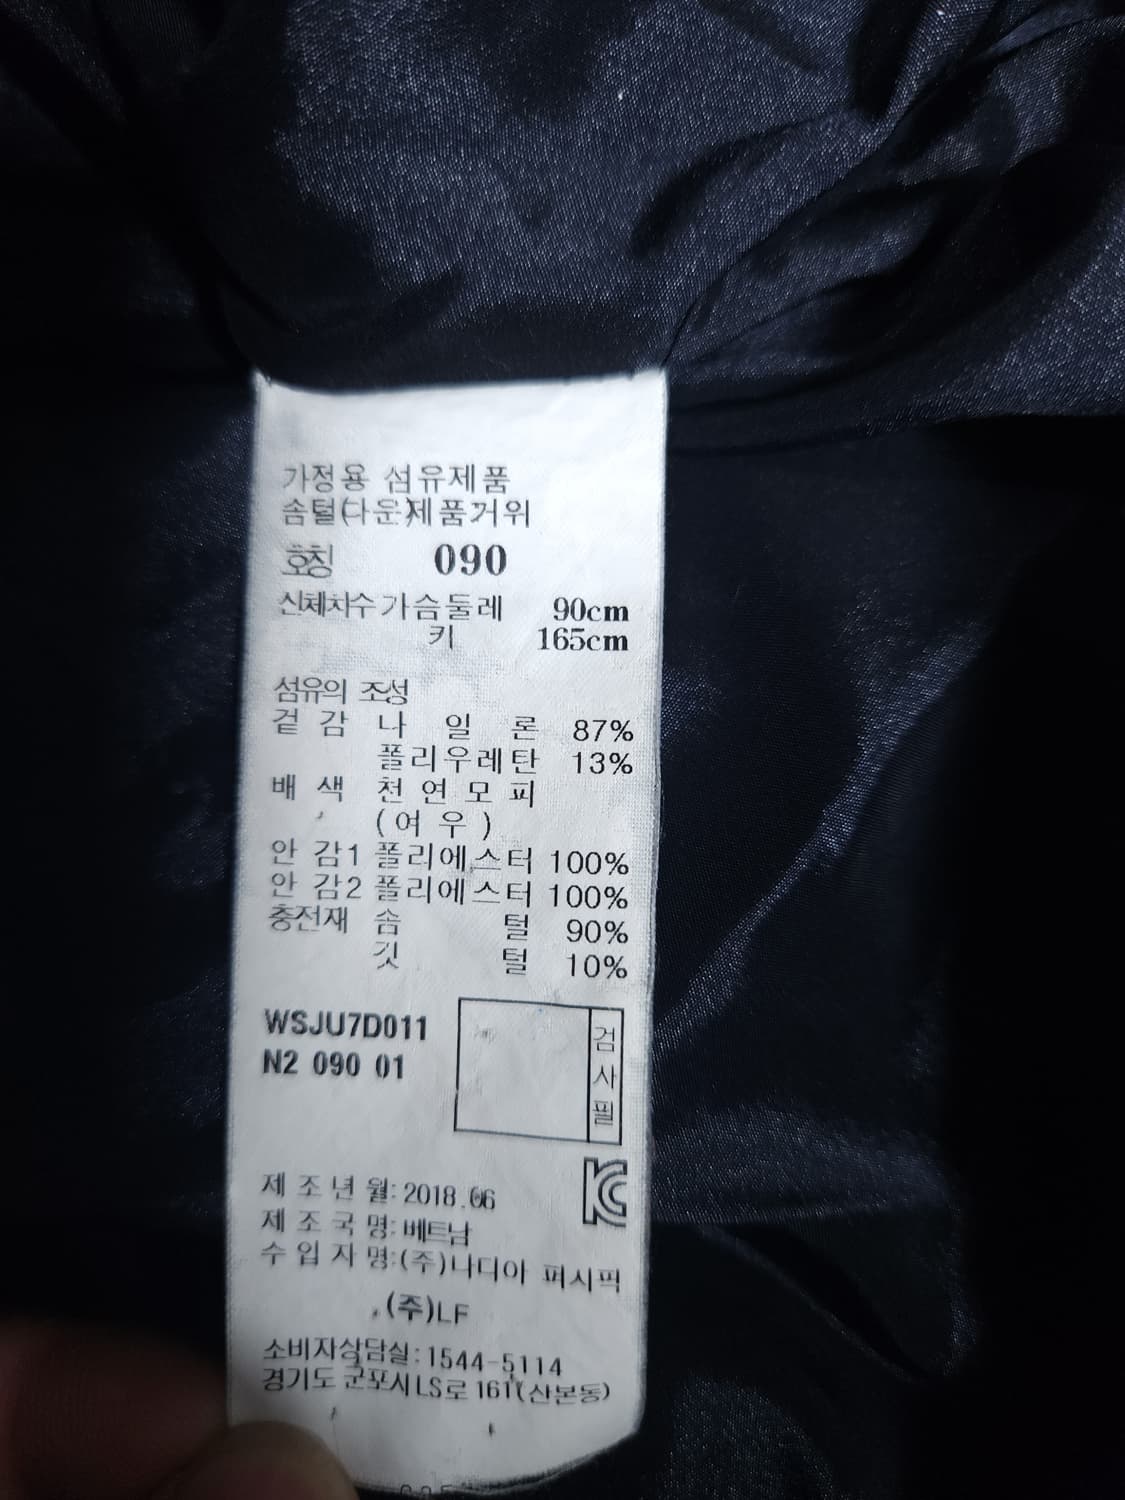 가정용 섬유제품
솜털(다운)제품거위
호칭 090
신체치수 가슴둘레 90cm
키 165cm
섬유의 조성
겉 감 나 일 론 87%
폴리우레탄 13%
배 색 천 연 모 피
(여 우)
안 감1 폴리에스터 100%
안 감2 폴리에스터 100%
충전재 솜 털 90%
깃 털 10%
WSJU7D011
N2 090 01
검
사
필
KC
제 조 년 월: 2018.06
제 조 국 명: 베트남
수 입 자 명:(주)나디아 퍼시픽
,(주)LF
소비자상담실:1544-5114
경기도 군포시LS로 161(산본동)